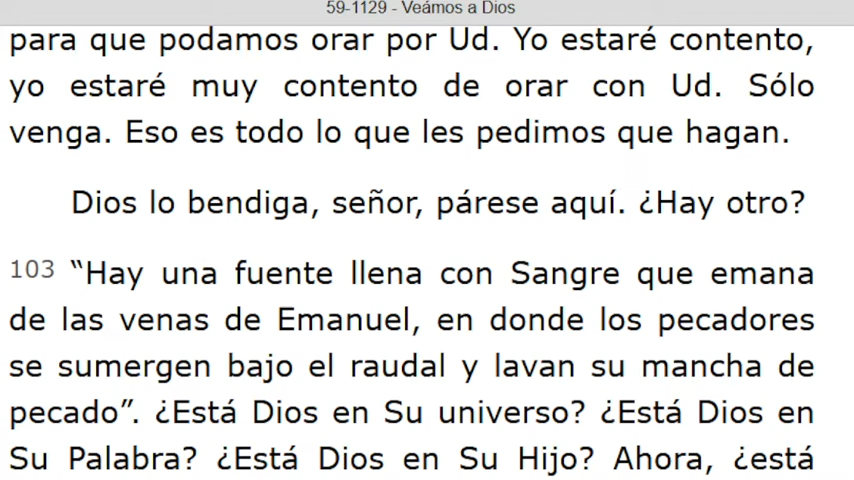 59-1129 - Veámos a Dios
para que podamos orar por Ud. Yo estaré contento,
yo estaré muy contento de orar con Ud. Sólo
venga. Eso es todo lo que les pedimos que hagan.
Dios lo bendiga, señor, párese aquí. ¿Hay otro?
103 “Hay una fuente llena con Sangre que emana
de las venas de Emanuel, en donde los pecadores
se sumergen bajo el raudal y lavan su mancha de
pecado”. ¿Está Dios en Su universo? ¿Está Dios en
Su Palabra? ¿Está Dios en Su Hijo? Ahora, ¿está